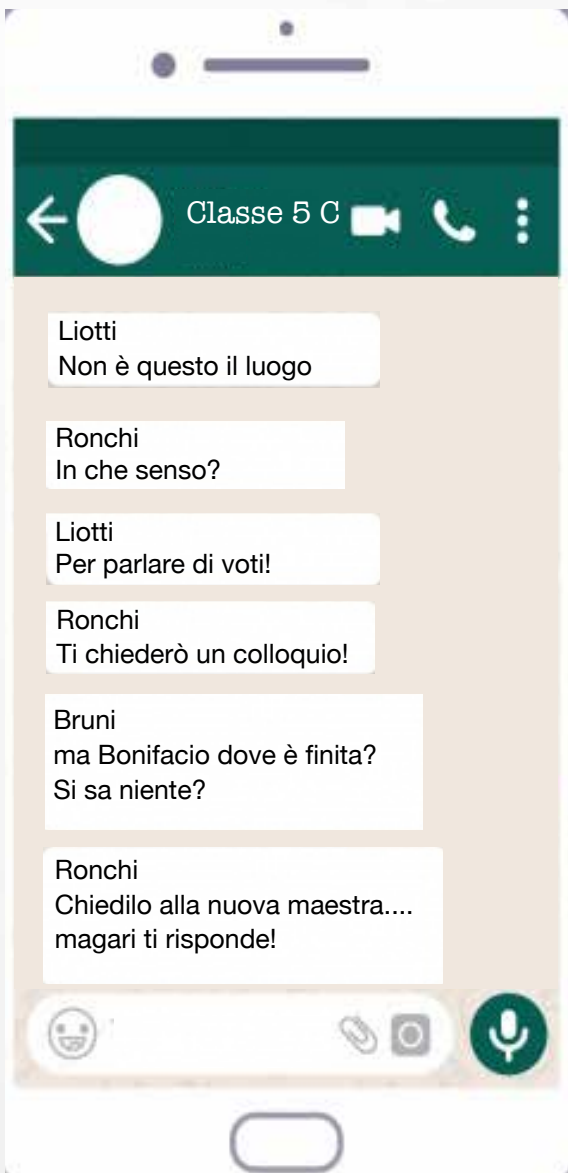 Classe 5 C
Liotti
Non è questo il luogo
Ronchi
In che senso?
Liotti
Per parlare di voti!
Ronchi
Ti chiederò un colloquio!
Bruni
ma Bonifacio dove è finita?
Si sa niente?
Ronchi
Chiedilo alla nuova maestra....
magari ti risponde!